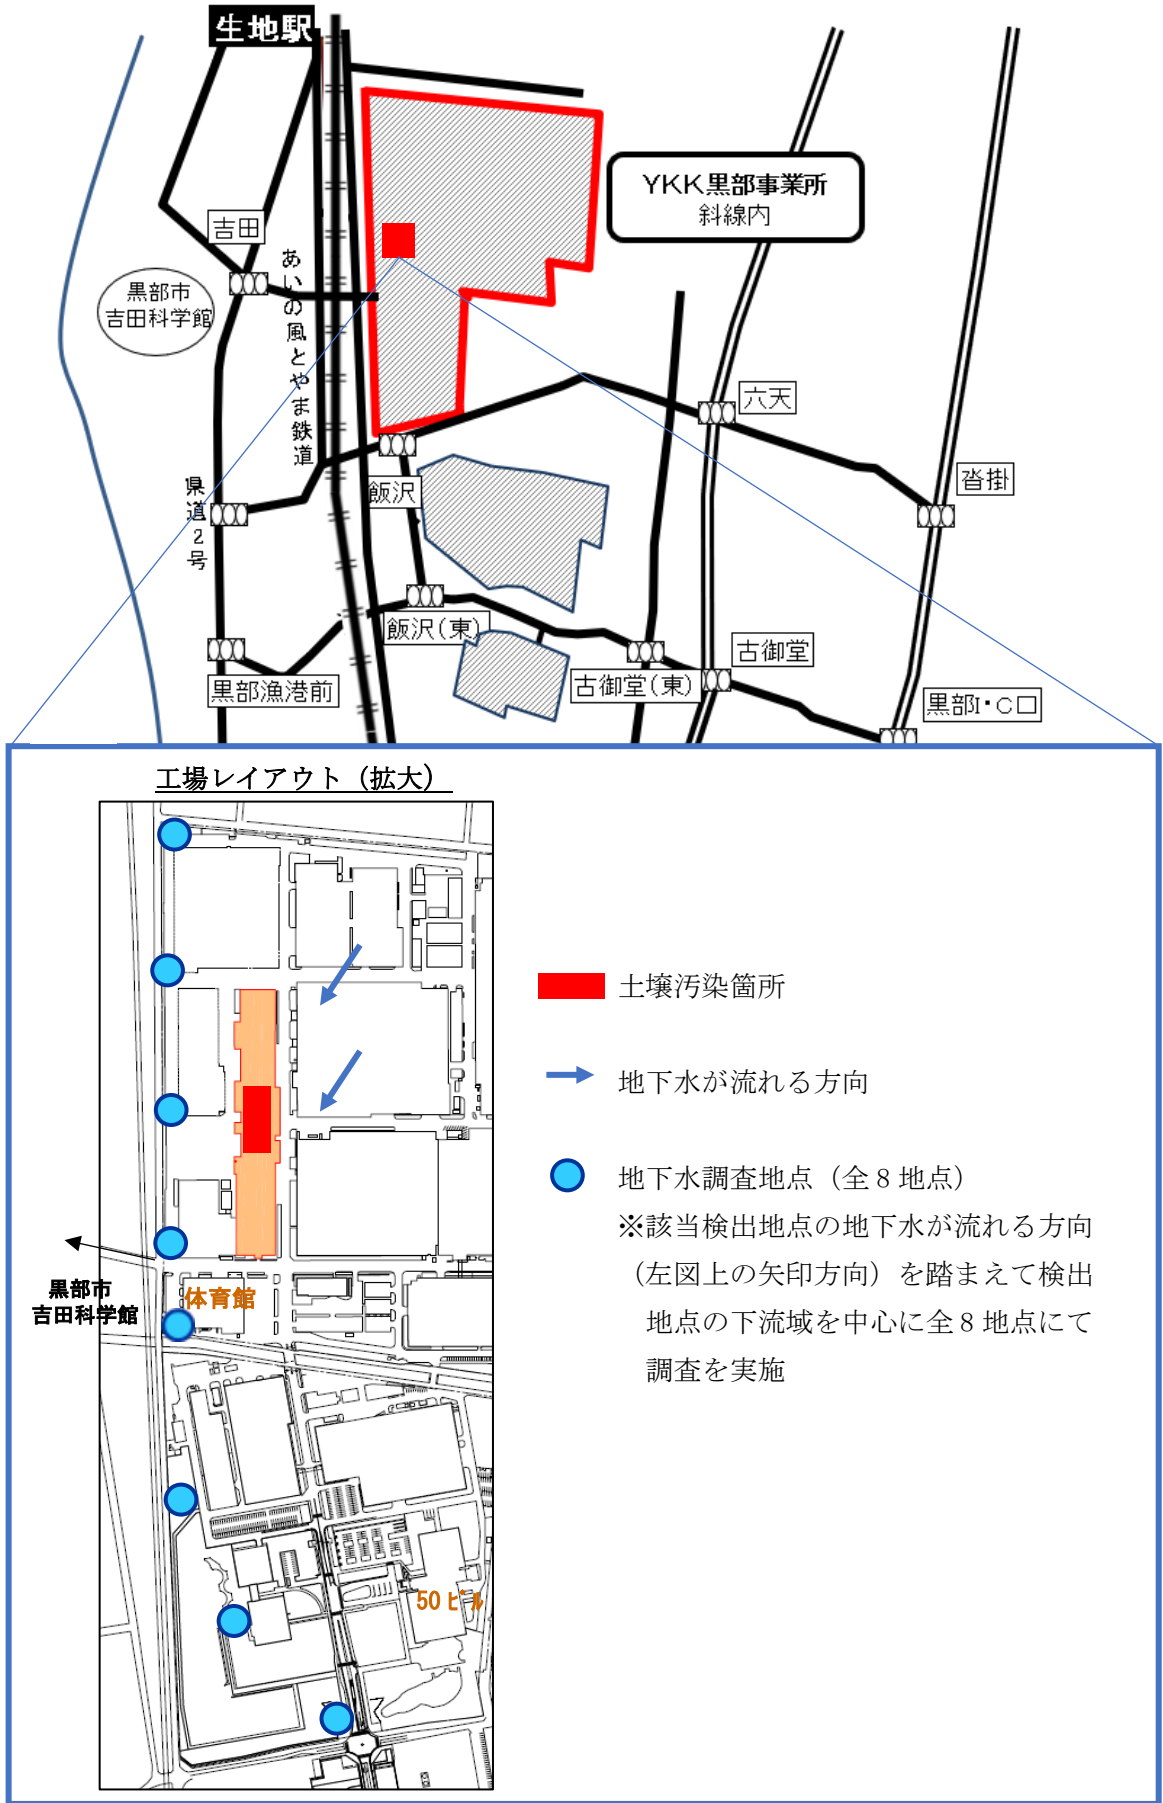 生地駅
YKK黒部事業所
斜線内
吉田
黒部市
吉田科学館
あいの風とやま鉄道
六天
沓掛
飯沢
県道2号
飯沢(東)
古御堂
古御堂(東)
黒部漁港前
黒部I・C口
工場レイアウト（拡大）
土壌汚染箇所
地下水が流れる方向
地下水調査地点（全８地点）
※該当検出地点の地下水が流れる方向
（左図上の矢印方向）を踏まえて検出
地点の下流域を中心に全８地点にて
調査を実施
黒部市
吉田科学館
体育館
50ビル